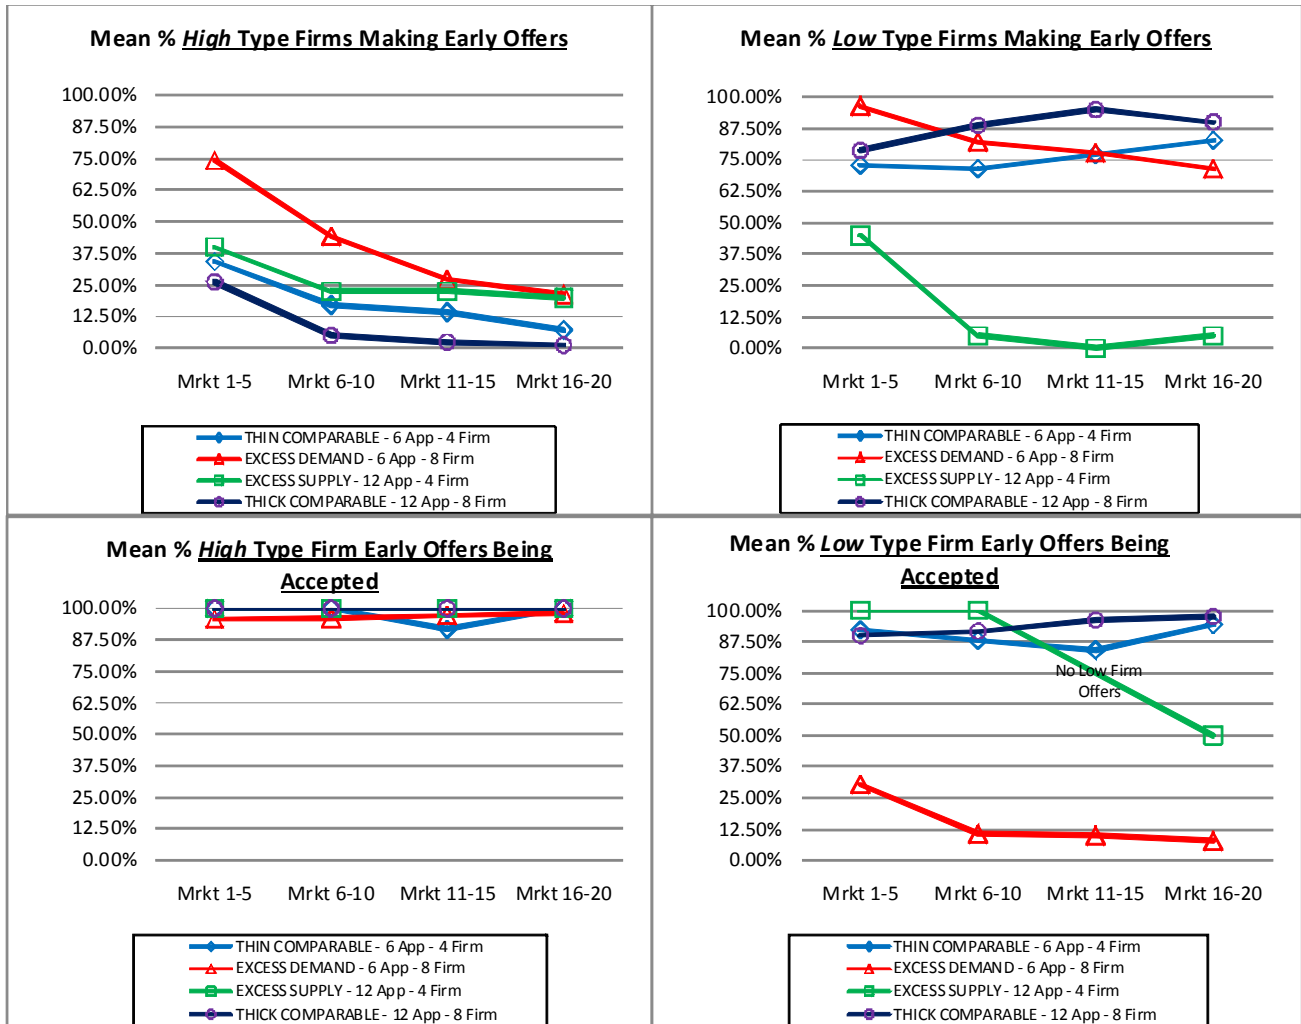 Mean % High Type Firms Making Early Offers
100.00%
87.50%
75.00%
62.50%
50.00%
37.50%
25.00%
12.50%
0.00%
Mrkt 1-5 Mrkt 6-10 Mrkt 11-15 Mrkt 16-20
THIN COMPARABLE - 6 App - 4 Firm
EXCESS DEMAND - 6 App - 8 Firm
EXCESS SUPPLY - 12 App - 4 Firm
THICK COMPARABLE - 12 App - 8 Firm
Mean % Low Type Firms Making Early Offers
100.00%
87.50%
75.00%
62.50%
50.00%
37.50%
25.00%
12.50%
0.00%
Mrkt 1-5 Mrkt 6-10 Mrkt 11-15 Mrkt 16-20
THIN COMPARABLE - 6 App - 4 Firm
EXCESS DEMAND - 6 App - 8 Firm
EXCESS SUPPLY - 12 App - 4 Firm
THICK COMPARABLE - 12 App - 8 Firm
Mean % High Type Firm Early Offers Being
Accepted
100.00%
87.50%
75.00%
62.50%
50.00%
37.50%
25.00%
12.50%
0.00%
Mrkt 1-5 Mrkt 6-10 Mrkt 11-15 Mrkt 16-20
THIN COMPARABLE - 6 App - 4 Firm
EXCESS DEMAND - 6 App - 8 Firm
EXCESS SUPPLY - 12 App - 4 Firm
THICK COMPARABLE - 12 App - 8 Firm
Mean % Low Type Firm Early Offers Being
Accepted
100.00%
87.50%
75.00%
62.50%
50.00%
37.50%
25.00%
12.50%
0.00%
No Low Firm
Offers
Mrkt 1-5 Mrkt 6-10 Mrkt 11-15 Mrkt 16-20
THIN COMPARABLE - 6 App - 4 Firm
EXCESS DEMAND - 6 App - 8 Firm
EXCESS SUPPLY - 12 App - 4 Firm
THICK COMPARABLE - 12 App - 8 Firm